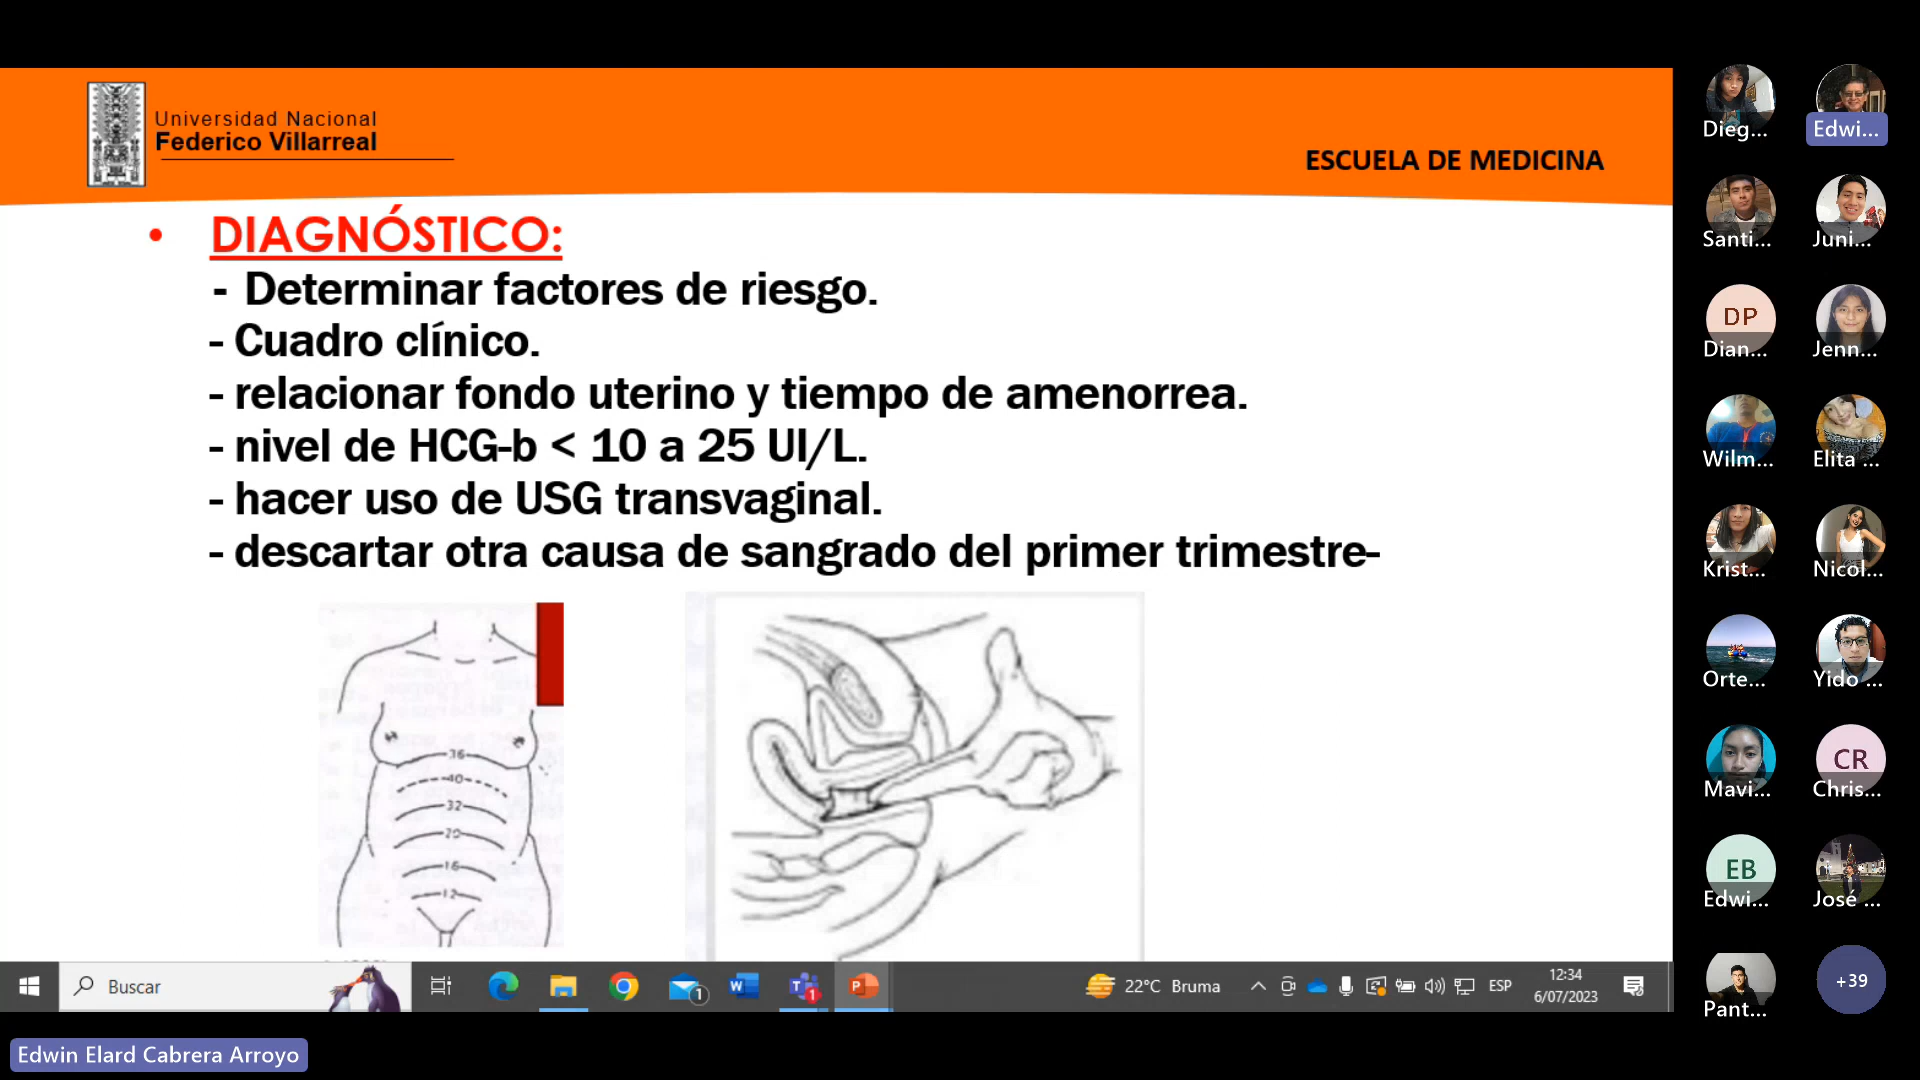 Universidad Nacional
Federico Villarreal
ESCUELA DE MEDICINA
• DIAGNÓSTICO:
- Determinar factores de riesgo.
- Cuadro clínico.
- relacionar fondo uterino y tiempo de amenorrea.
- nivel de HCG-b < 10 a 25 UI/L.
- hacer uso de USG transvaginal.
- descartar otra causa de sangrado del primer trimestre-
36
40
32
20
16
12
Buscar
1
1
22°C Bruma
ESP
12:34
6/07/2023
Edwin Elard Cabrera Arroyo
Dieg...
Edwi...
Santi...
Juni...
DP
Dian...
Jenn...
Wilm...
Elita ...
Krist...
Nicol...
Orte...
Yido ...
Mavi...
CR
Chris...
EB
Edwi...
José ...
Pant...
+39